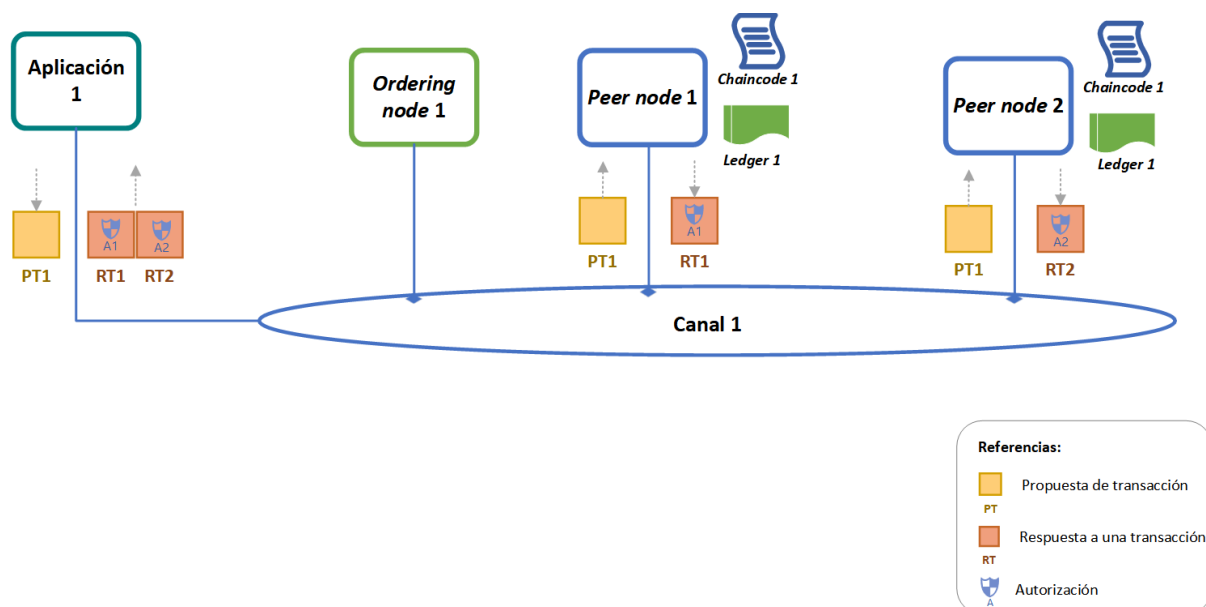 Aplicación
1
Ordering
node 1
Peer node 1
Chaincode 1
Ledger 1
Peer node 2
Chaincode 1
Ledger 1
PT1
A1
A2
RT1
RT2
PT1
A1
RT1
PT1
A2
RT2
Canal 1
Referencias:
Propuesta de transacción
PT
Respuesta a una transacción
RT
Autorización
A